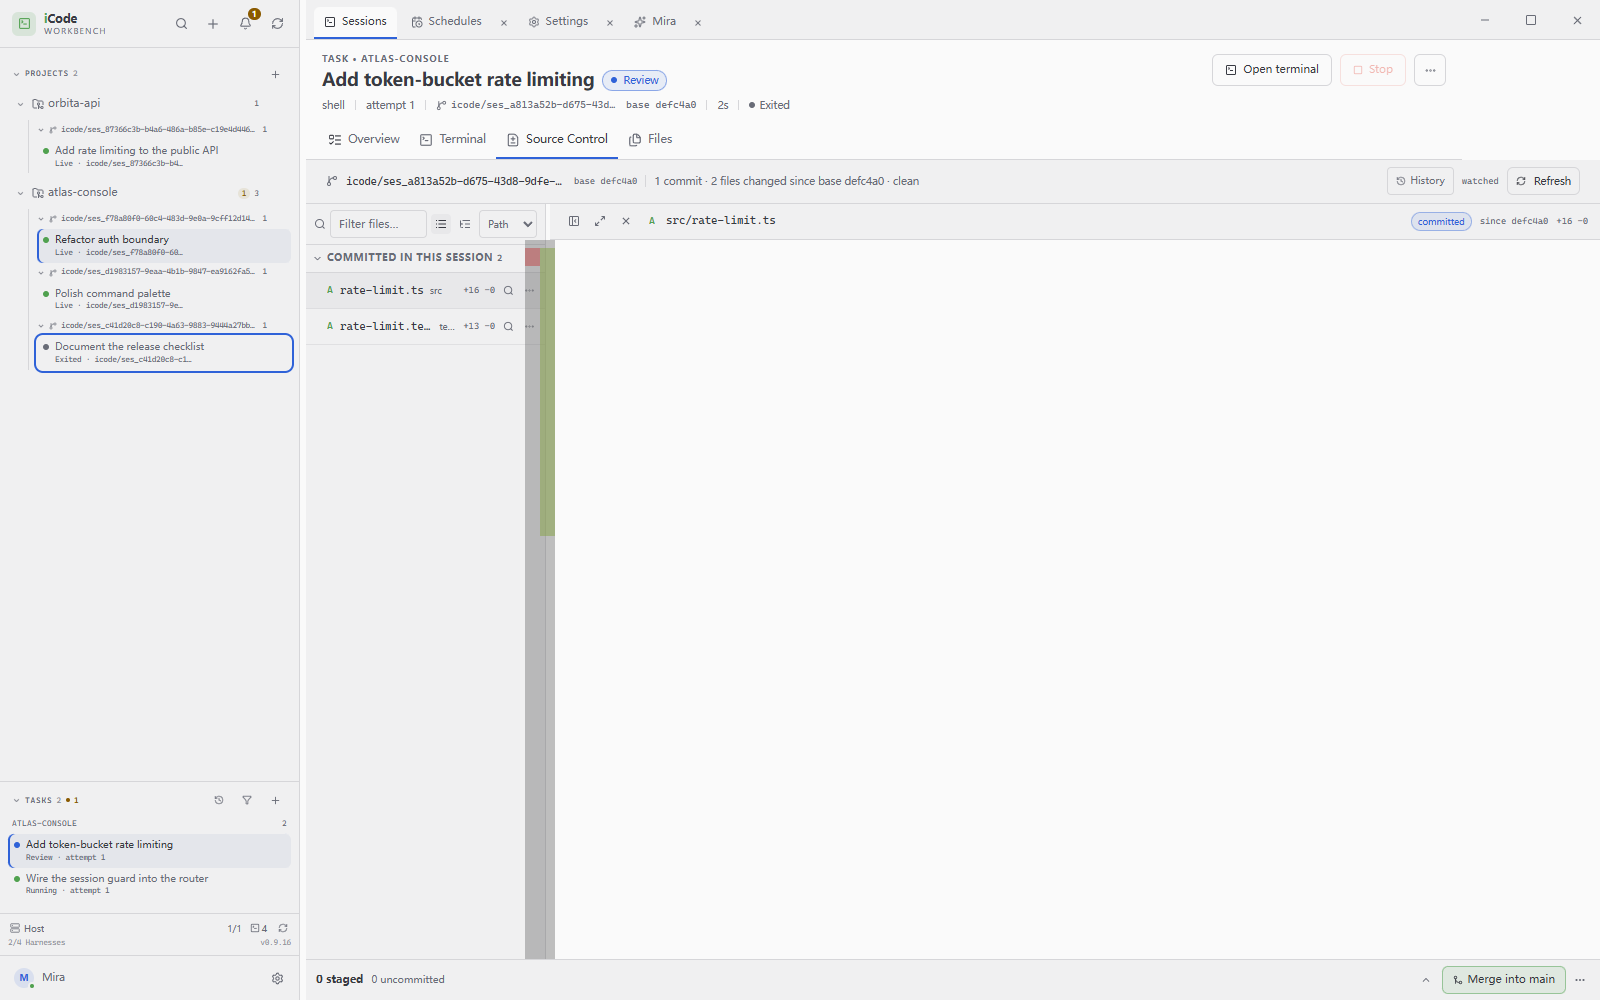 iCode
WORKBENCH
1
Sessions
Schedules
Settings
Mira
PROJECTS 2
orbita-api 1
icode/ses_87366c3b-b4a6-486a-b85e-c19e4d446… 1
Add rate limiting to the public API
Live · icode/ses_87366c3b-b4…
atlas-console 1 3
icode/ses_f78a80f0-60c4-483d-9e0a-9cff12d14… 1
Refactor auth boundary
Live · icode/ses_f78a80f0-60…
icode/ses_d1983157-9eaa-4b1b-9847-ea9162fa5… 1
Polish command palette
Live · icode/ses_d1983157-9e…
icode/ses_c41d20c8-c190-4a63-9883-9444a27bb… 1
Document the release checklist
Exited · icode/ses_c41d20c8-c1…
TASKS 2 • 1
ATLAS-CONSOLE 2
Add token-bucket rate limiting
Review · attempt 1
Wire the session guard into the router
Running · attempt 1
Host 1/1 4
2/4 Harnesses v0.9.16
M Mira
TASK • ATLAS-CONSOLE
Add token-bucket rate limiting
Review
Open terminal
Stop
shell attempt 1 icode/ses_a813a52b-d675-43d… base defc4a0 2s Exited
Overview
Terminal
Source Control
Files
icode/ses_a813a52b-d675-43d8-9dfe-… base defc4a0 1 commit · 2 files changed since base defc4a0 · clean
History
watched
Refresh
Filter files...
Path
A src/rate-limit.ts
committed since defc4a0 +16 −0
COMMITTED IN THIS SESSION 2
A rate-limit.ts src +16 −0
A rate-limit.te… te… +13 −0
0 staged 0 uncommitted
Merge into main